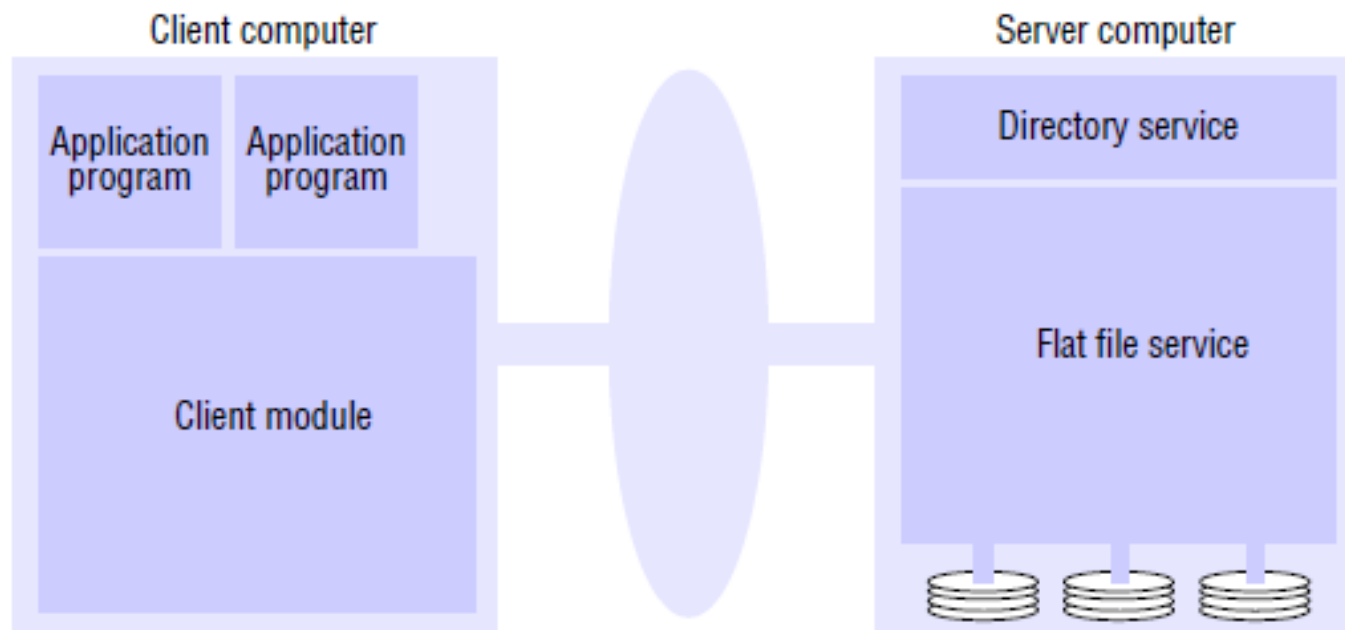 Client computer
Server computer
Application
program
Application
program
Directory service
Flat file service
Client module